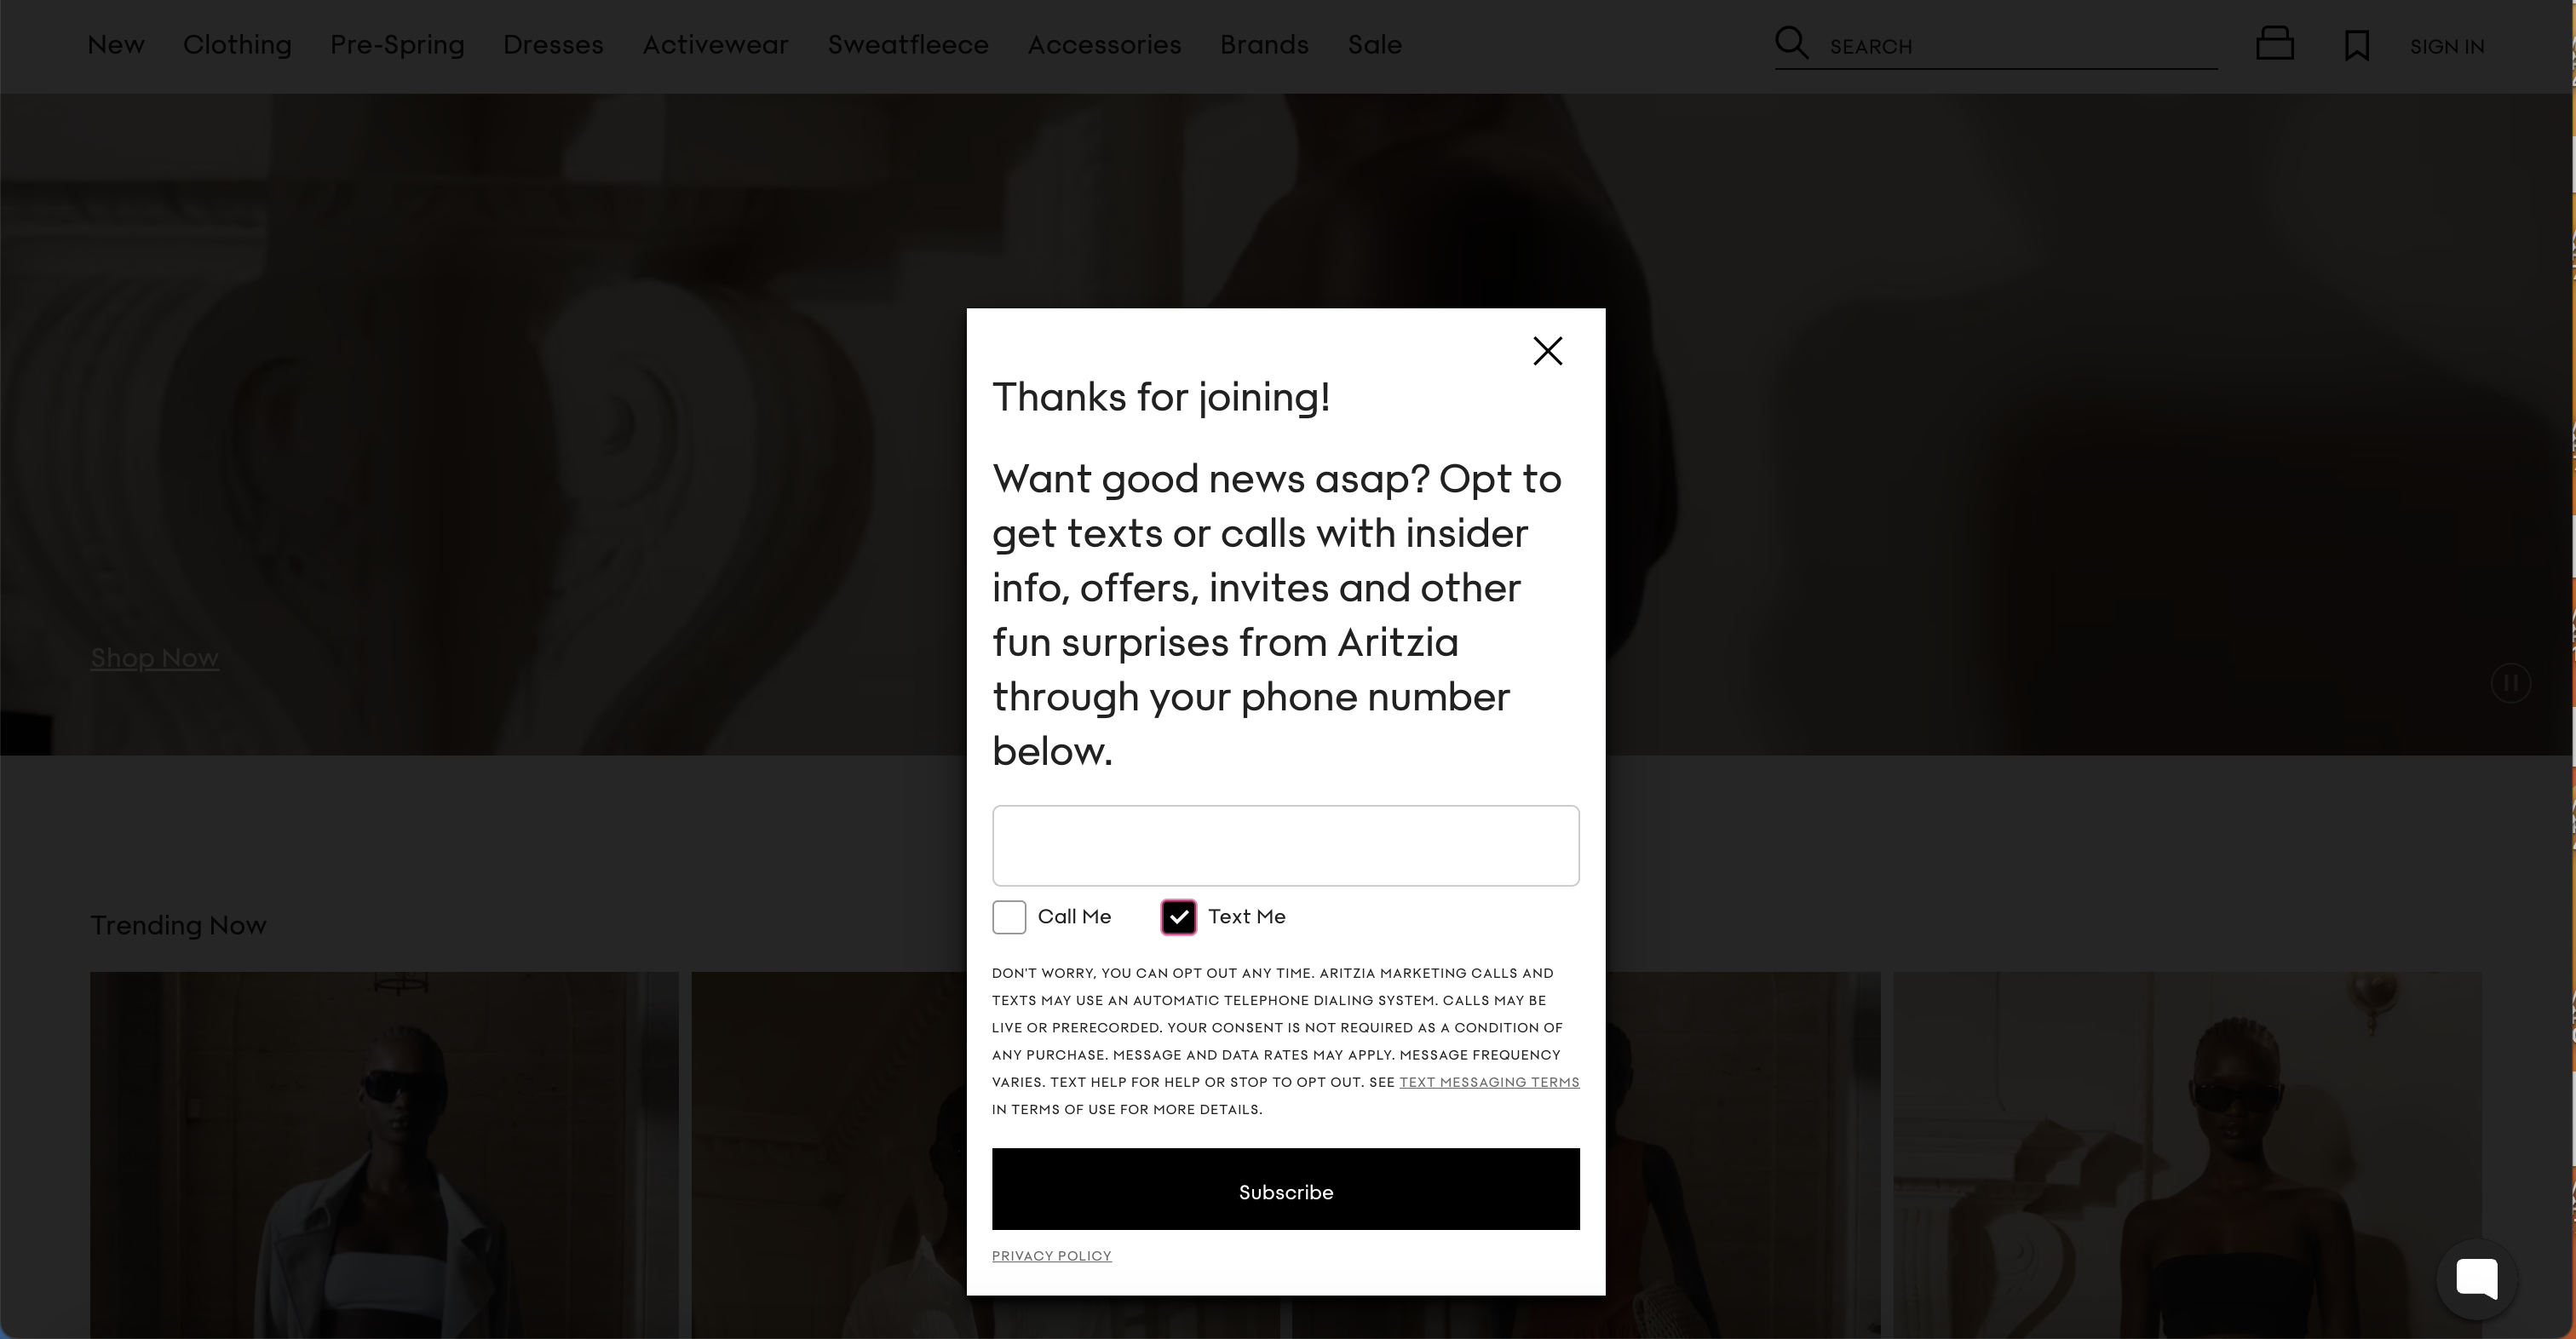 New Clothing Pre-Spring Dresses Activewear Sweatfleece Accessories Brands Sale SEARCH SIGN IN
Thanks for joining!
Want good news asap? Opt to
get texts or calls with insider
info, offers, invites and other
fun surprises from Aritzia
through your phone number
below.
Shop Now
Call Me Text Me
Trending Now
DON'T WORRY, YOU CAN OPT OUT ANY TIME. ARITZIA MARKETING CALLS AND
TEXTS MAY USE AN AUTOMATIC TELEPHONE DIALING SYSTEM. CALLS MAY BE
LIVE OR PRERECORDED. YOUR CONSENT IS NOT REQUIRED AS A CONDITION OF
ANY PURCHASE. MESSAGE AND DATA RATES MAY APPLY. MESSAGE FREQUENCY
VARIES. TEXT HELP FOR HELP OR STOP TO OPT OUT. SEE TEXT MESSAGING TERMS
IN TERMS OF USE FOR MORE DETAILS.
Subscribe
PRIVACY POLICY